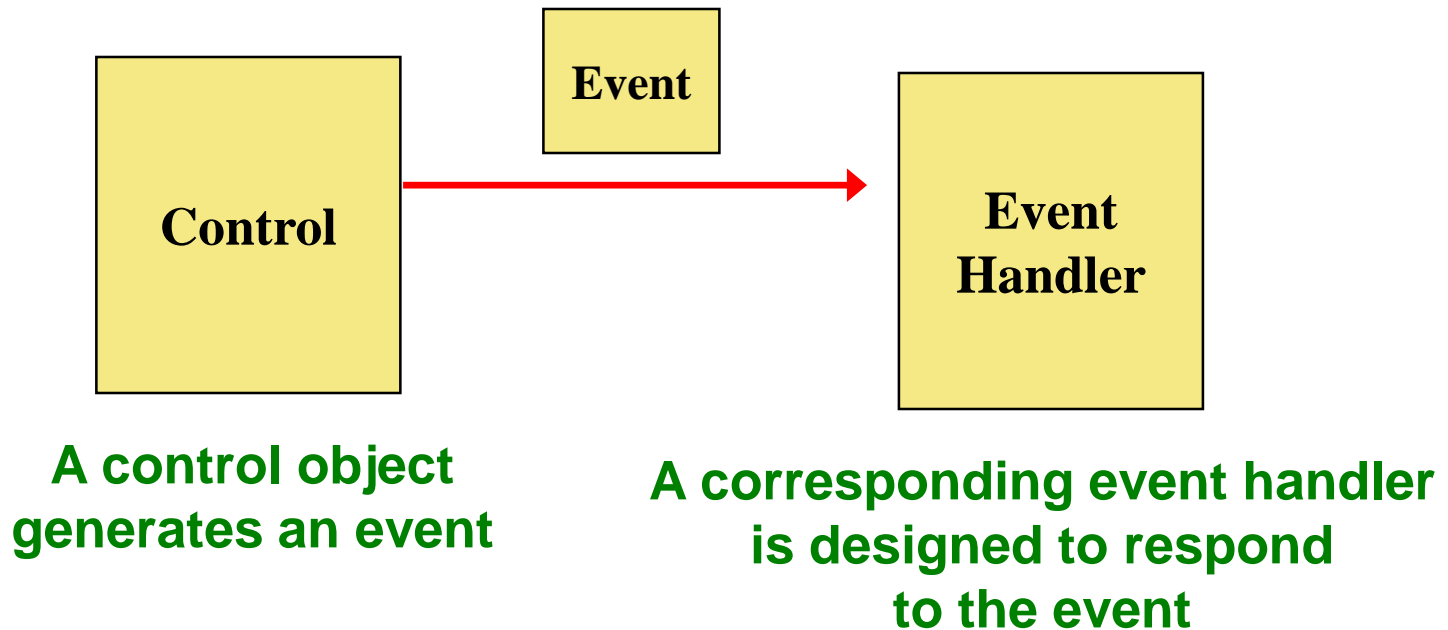 Control
Event
Event
Handler
A control object
generates an event
A corresponding event handler
is designed to respond
to the event